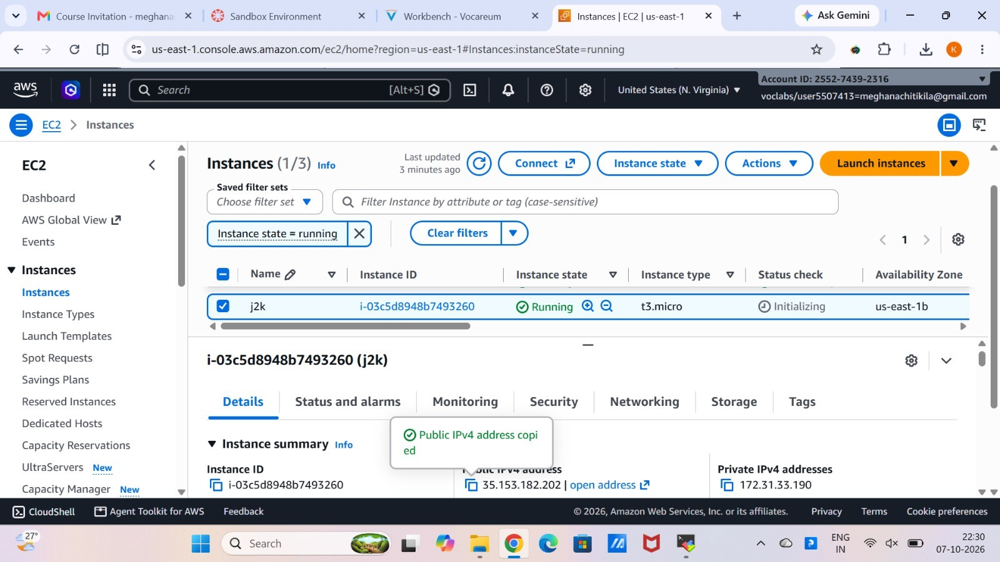 Course Invitation - meghana
Sandbox Environment
Workbench - Vocareum
Instances | EC2 | us-east-1
Ask Gemini
us-east-1.console.aws.amazon.com/ec2/home?region=us-east-1#Instances:instanceState=running
K
aws
Search
[Alt+S]
United States (N. Virginia)
Account ID: 2552-7439-2316
voclabs/user5507413=meghanachitikila@gmail.com
EC2
Instances
EC2
Dashboard
AWS Global View
Events
Instances
Instances
Instance Types
Launch Templates
Spot Requests
Savings Plans
Reserved Instances
Dedicated Hosts
Capacity Reservations
UltraServers New
Capacity Manager New
Instances (1/3) Info
Last updated
3 minutes ago
Connect
Instance state
Actions
Launch instances
Saved filter sets
Choose filter set
Filter Instance by attribute or tag (case-sensitive)
Instance state = running
Clear filters
1
Name
Instance ID
Instance state
Instance type
Status check
Availability Zone
j2k
i-03c5d8948b7493260
Running
t3.micro
Initializing
us-east-1b
i-03c5d8948b7493260 (j2k)
Details
Status and alarms
Monitoring
Security
Networking
Storage
Tags
Instance summary Info
Public IPv4 address copi
ed
Instance ID
i-03c5d8948b7493260
Public IPv4 address
35.153.182.202 | open address
Private IPv4 addresses
172.31.33.190
CloudShell
Agent Toolkit for AWS
Feedback
© 2026, Amazon Web Services, Inc. or its affiliates.
Privacy
Terms
Cookie preferences
27°
Search
ENG
IN
22:30
07-10-2026